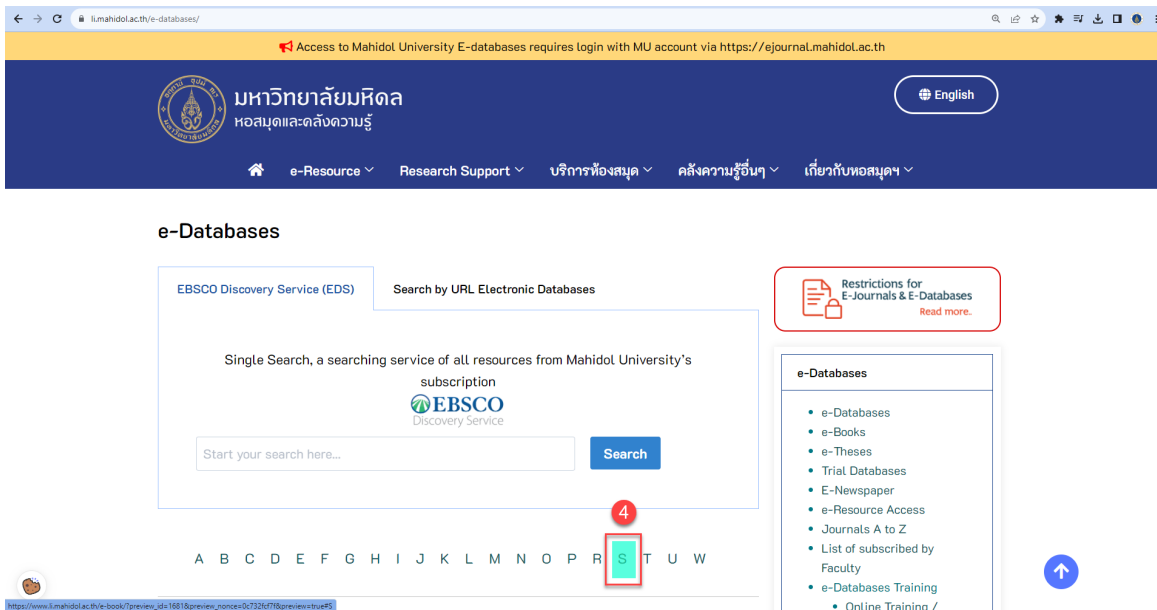 li.mahidol.ac.th/e-databases/
Access to Mahidol University E-databases requires login with MU account via https://ejournal.mahidol.ac.th
มหาวิทยาลัยมหิดล
หอสมุดและคลังความรู้
English
e-Resource
Research Support
บริการห้องสมุด
คลังความรู้อื่นๆ
เกี่ยวกับหอสมุดฯ
e-Databases
EBSCO Discovery Service (EDS)
Search by URL Electronic Databases
Single Search, a searching service of all resources from Mahidol University's
subscription
EBSCO
Discovery Service
Start your search here...
Search
4
A B C D E F G H I J K L M N O P R S T U W
Restrictions for
E-Journals & E-Databases
Read more.
e-Databases
e-Databases
e-Books
e-Theses
Trial Databases
E-Newspaper
e-Resource Access
Journals A to Z
List of subscribed by
Faculty
e-Databases Training
Online Training /
https://www.li.mahidol.ac.th/e-book/?preview_id=1681&preview_nonce=0c732fcf7f&preview=true#S